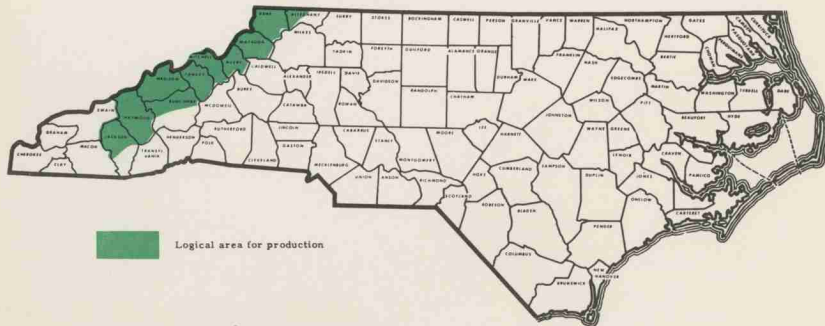 ASHE
ALLEGHANY
SURRY
STOKES
ROCKINGHAM
CASWELL
PERSON
GRANVILLE
VANCE
WARREN
NORTHAMPTON
GATES
HERTFORD
HALIFAX
BERTIE
WATAUGA
WILKES
YADKIN
FORSYTH
GUILFORD
ALAMANCE
ORANGE
DURHAM
FRANKLIN
NASH
EDGECOMBE
MARTIN
WASHINGTON
TYRRELL
DARE
MITCHELL
AVERY
CALDWELL
ALEXANDER
IREDELL
DAVIE
DAVIDSON
RANDOLPH
CHATHAM
WAKE
WILSON
PITT
BEAUFORT
HYDE
MADISON
YANCEY
BUNCOMBE
MCDOWELL
BURKE
CATAWBA
ROWAN
JOHNSTON
SWAIN
HAYWOOD
GRAHAM
JACKSON
MACON
CHEROKEE
CLAY
TRANSYL
VANIA
HENDERSON
POLK
RUTHERFORD
CLEVELAND
LINCOLN
GASTON
MECKLENBURG
CABARRUS
STANLY
MONTGOMERY
MOORE
LEE
HARNETT
WAYNE
GREENE
LENOIR
CRAVEN
PAMLICO
UNION
ANSON
RICHMOND
SCOTLAND
HOKE
CUMBERLAND
SAMPSON
DUPLIN
JONES
ONSLOW
CARTERET
ROBESON
BLADEN
PENDER
COLUMBUS
NEW
HANOVER
BRUNSWICK
Logical area for production